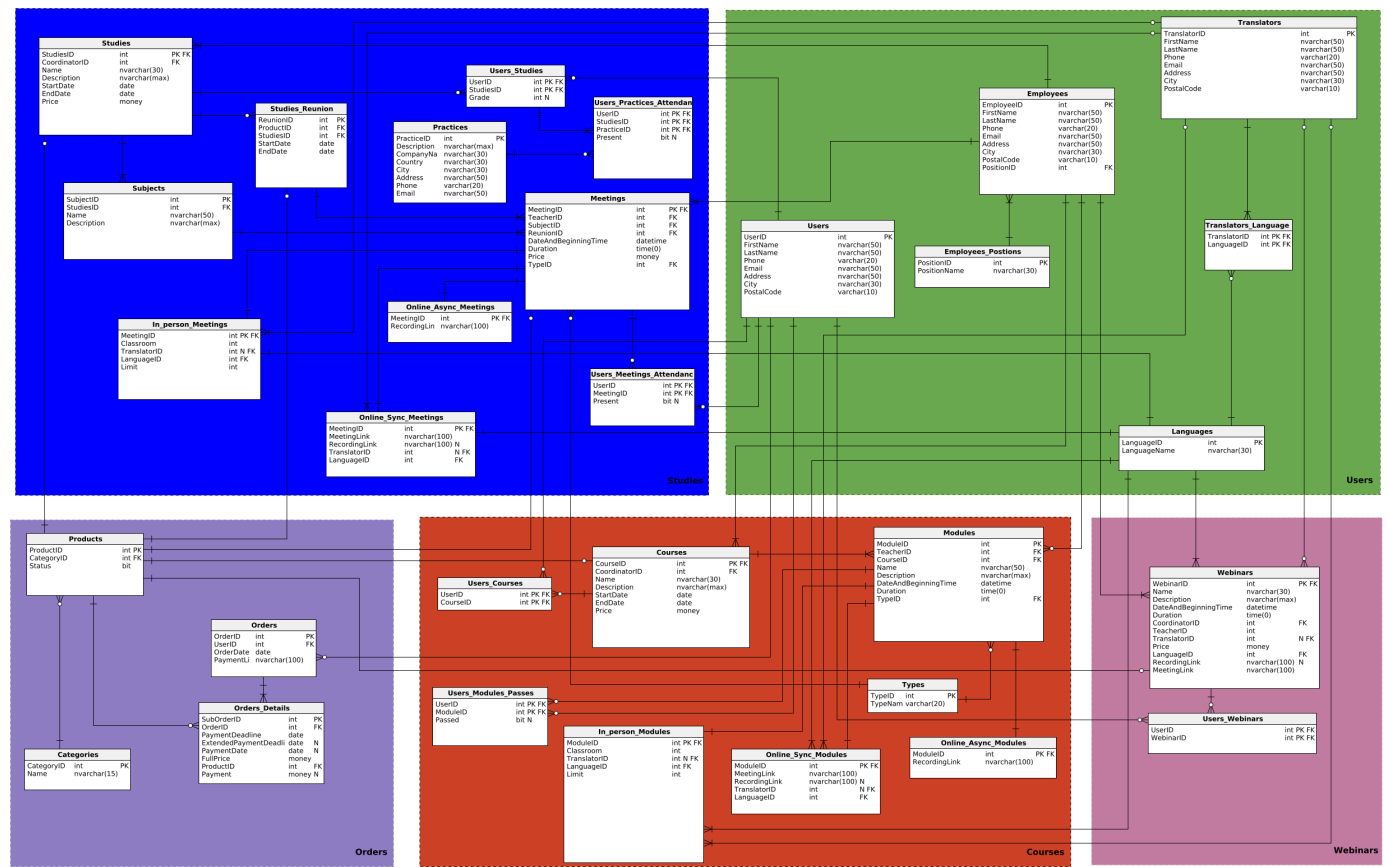 Studies
StudiesID int PK FK
CoordinatorID int FK
Name nvarchar(30)
Description nvarchar(max)
StartDate date
EndDate date
Price money
Users_Studies
UserID int PK FK
StudiesID int PK FK
Grade int N
Studies_Reunion
ReunionID int PK
ProductID int FK
StudiesID int FK
StartDate date
EndDate date
Users_Practices_Attendan
UserID int PK FK
StudiesID int PK FK
PracticeID int PK FK
Present bit N
Practices
PracticeID int PK
Description nvarchar(max)
CompanyNa nvarchar(30)
Country nvarchar(30)
City nvarchar(30)
Address nvarchar(50)
Phone varchar(20)
Email nvarchar(50)
Subjects
SubjectID int PK
StudiesID int FK
Name nvarchar(50)
Description nvarchar(max)
Meetings
MeetingID int PK FK
TeacherID int FK
SubjectID int FK
ReunionID int FK
DateAndBeginningTime datetime
Duration time(0)
Price money
TypeID int FK
Online_Async_Meetings
MeetingID int PK FK
RecordingLin nvarchar(100)
In_person_Meetings
MeetingID int PK FK
Classroom int
TranslatorID int N FK
LanguageID int FK
Limit int
Users_Meetings_Attendanc
UserID int PK FK
MeetingID int PK FK
Present bit N
Online_Sync_Meetings
MeetingID int PK FK
MeetingLink nvarchar(100)
RecordingLink nvarchar(100) N
TranslatorID int N FK
LanguageID int FK
Studies
Translators
TranslatorID int PK
FirstName nvarchar(50)
LastName nvarchar(50)
Phone varchar(20)
Email nvarchar(50)
Address nvarchar(50)
City nvarchar(30)
PostalCode varchar(10)
Employees
EmployeeID int PK
FirstName nvarchar(50)
LastName nvarchar(50)
Phone varchar(20)
Email nvarchar(50)
Address nvarchar(50)
City nvarchar(30)
PostalCode varchar(10)
PositionID int FK
Users
UserID int PK
FirstName nvarchar(50)
LastName nvarchar(50)
Phone varchar(20)
Email nvarchar(50)
Address nvarchar(50)
City nvarchar(30)
PostalCode varchar(10)
Employees_Postions
PositionID int PK
PositionName nvarchar(30)
Translators_Language
TranslatorID int PK FK
LanguageID int PK FK
Languages
LanguageID int PK
LanguageName nvarchar(30)
Users
Products
ProductID int PK
CategoryID int FK
Status bit
Orders
OrderID int PK
UserID int FK
OrderDate date
PaymentLi nvarchar(100)
Orders_Details
SubOrderID int PK
OrderID int FK
PaymentDeadline date
ExtendedPaymentDeadli date N
PaymentDate date N
FullPrice money
ProductID int FK
Payment money N
Categories
CategoryID int PK
Name nvarchar(15)
Orders
Courses
CourseID int PK FK
CoordinatorID int FK
Name nvarchar(30)
Description nvarchar(max)
StartDate date
EndDate date
Price money
Users_Courses
UserID int PK FK
CourseID int PK FK
Modules
ModuleID int PK
TeacherID int FK
CourseID int FK
Name nvarchar(50)
Description nvarchar(max)
DateAndBeginningTime datetime
Duration time(0)
TypeID int FK
Types
TypeID int PK
TypeNam varchar(20)
Users_Modules_Passes
UserID int PK FK
ModuleID int PK FK
Passed bit N
In_person_Modules
ModuleID int PK FK
Classroom int
TranslatorID int N FK
LanguageID int FK
Limit int
Online_Sync_Modules
ModuleID int PK FK
MeetingLink nvarchar(100)
RecordingLink nvarchar(100) N
TranslatorID int N FK
LanguageID int FK
Online_Async_Modules
ModuleID int PK FK
RecordingLink nvarchar(100)
Courses
Webinars
WebinarID int PK FK
Name nvarchar(30)
Description nvarchar(max)
DateAndBeginningTime datetime
Duration time(0)
CoordinatorID int FK
TeacherID int
TranslatorID int N FK
Price money
LanguageID int FK
RecordingLink nvarchar(100) N
MeetingLink nvarchar(100)
Users_Webinars
UserID int PK FK
WebinarID int PK FK
Webinars